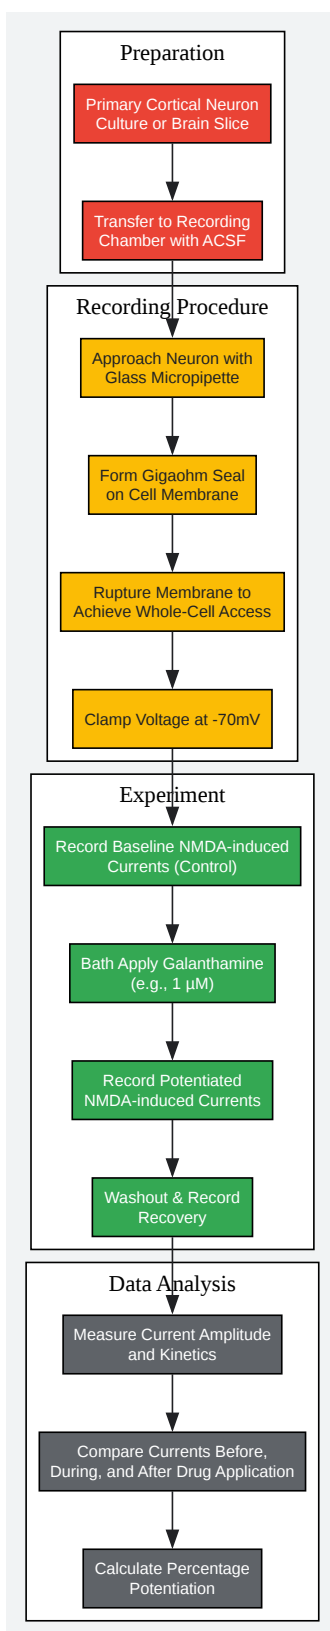 Preparation
Primary Cortical Neuron
Culture or Brain Slice
Transfer to Recording
Chamber with ACSF
Recording Procedure
Approach Neuron with
Glass Micropipette
Form Gigaohm Seal
on Cell Membrane
Rupture Membrane to
Achieve Whole-Cell Access
Clamp Voltage at -70mV
Experiment
Record Baseline NMDA-induced
Currents (Control)
Bath Apply Galanthamine
(e.g., 1 µM)
Record Potentiated
NMDA-induced Currents
Washout & Record
Recovery
Data Analysis
Measure Current Amplitude
and Kinetics
Compare Currents Before,
During, and After Drug Application
Calculate Percentage
Potentiation